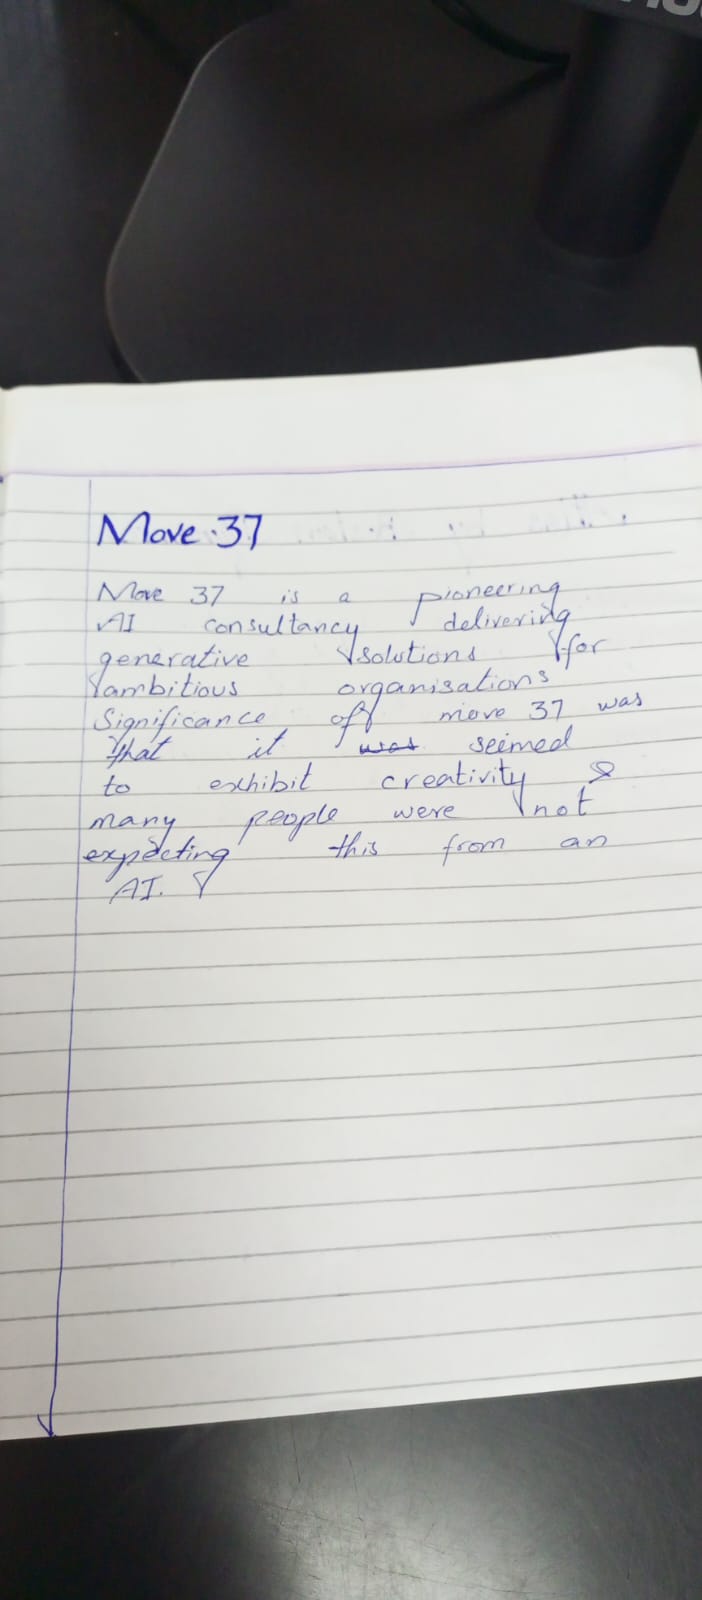 Move 37
Move 37 is a pioneering
AI consultancy delivering
generative solutions for
ambitious organisations
Significance of move 37 was
that it was seemed
to exhibit creativity &
many people were not
expecting this from an
AI.